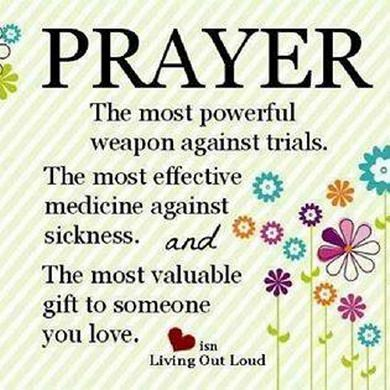 PRAYER
The most powerful
weapon against trials.
The most effective
medicine against
sickness. and
The most valuable
gift to someone
you love.
isn
Living Out Loud